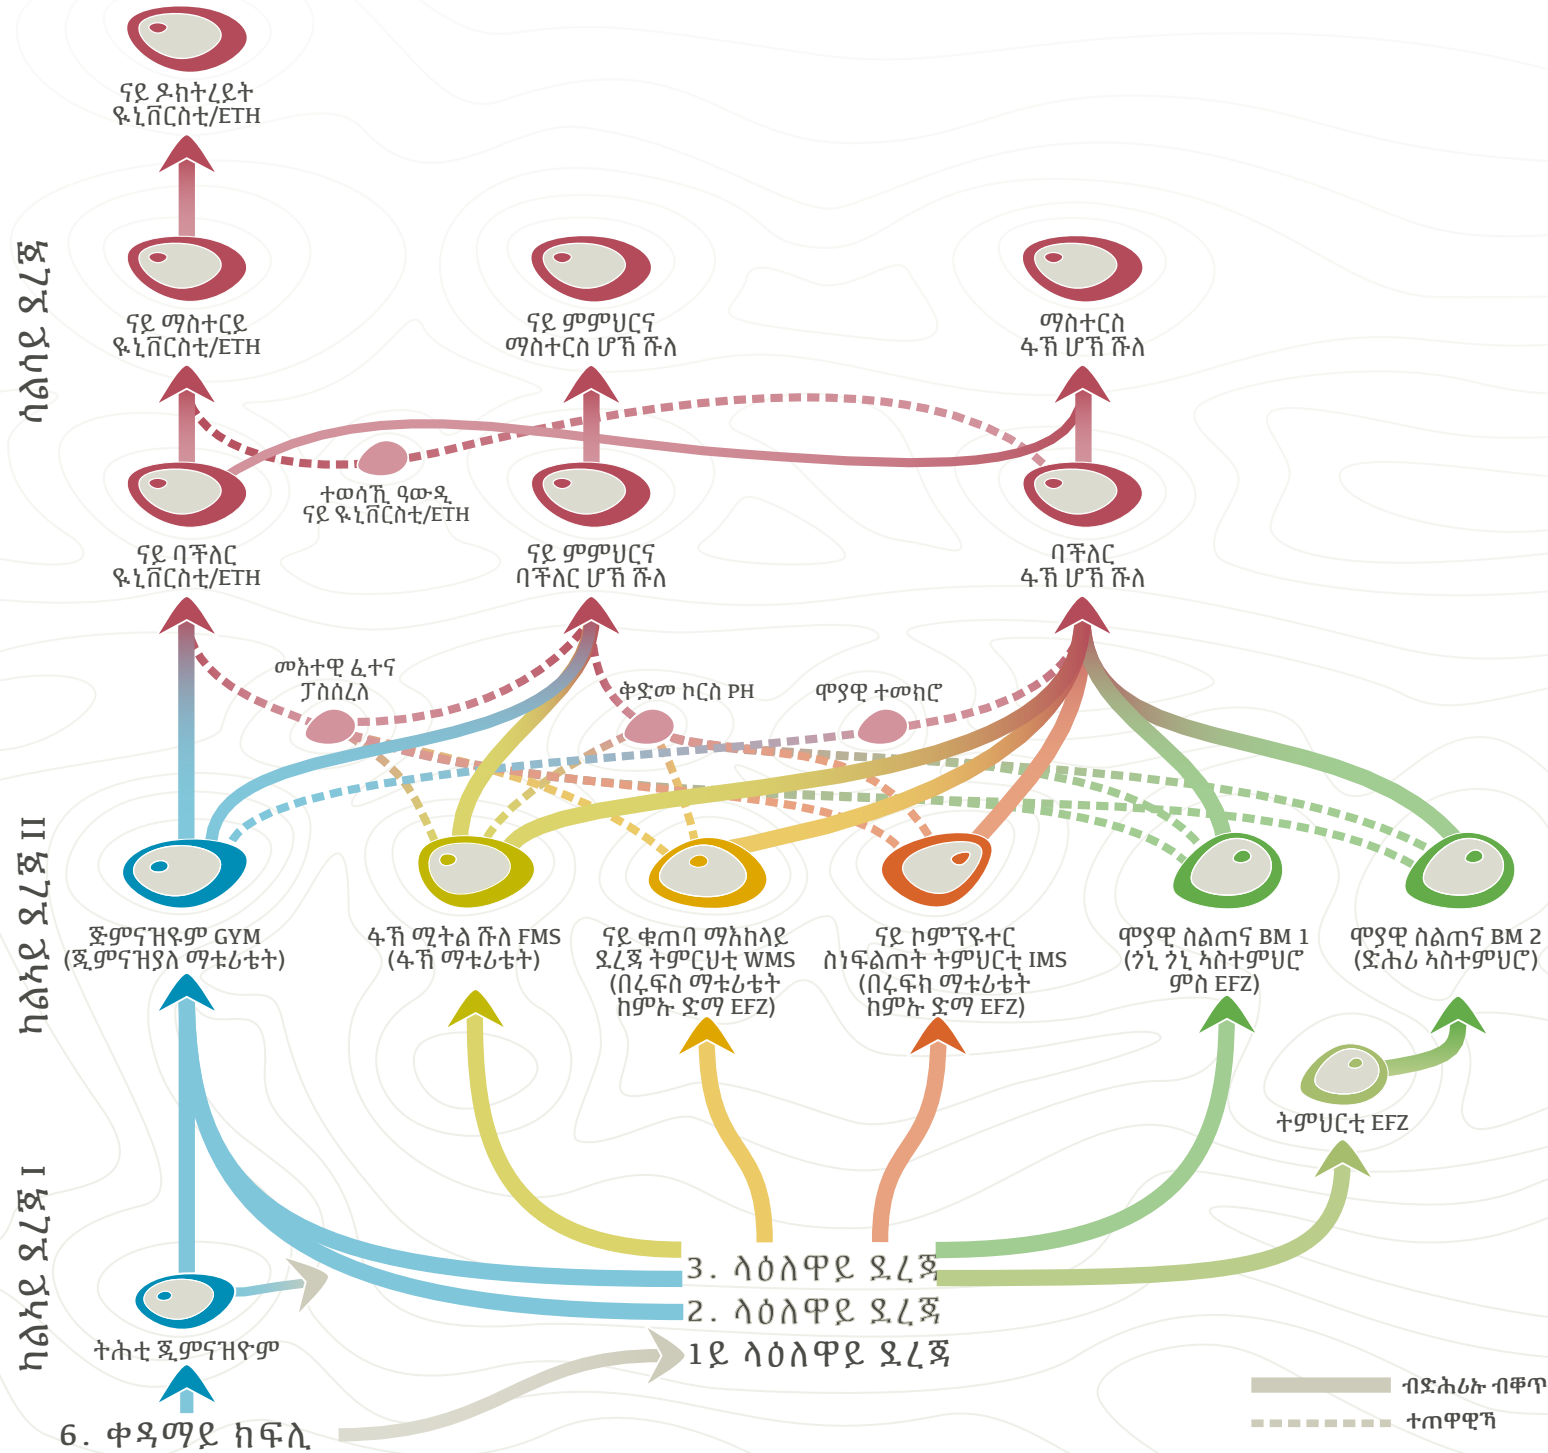 ናይ ዶክትረይት
ዩኒቨርስቲ/ETH
ሳልሳይ ደረጃ
ናይ ማስተርይ
ዩኒቨርስቲ/ETH
ናይ ምምህርና
ማስተርስ ሆኽ ሹለ
ማስተርስ
ፋኽ ሆኽ ሹለ
ተወሳኺ ዓውዲ
ናይ ዩኒቨርስቲ/ETH
ናይ ባችለር
ዩኒቨርስቲ/ETH
ናይ ምምህርና
ባችለር ሆኽ ሹለ
ባችለር
ፋኽ ሆኽ ሹለ
መእተዊ ፈተና
ፓስሰረለ
ቅድመ ኮርስ PH
ሞያዊ ተመክሮ
ካልኣይ ደረጃ II
ጅምናዝዩም GYM
(ጂምናዝያለ ማቱሪቴት)
ፋኽ ሚትል ሹለ FMS
(ፋኽ ማቱሪቴት)
ናይ ቁጠባ ማእከላይ
ደረጃ ትምርህቲ WMS
(በሩፍስ ማቱሪቴት
ከምኡ ድማ EFZ)
ናይ ኮምፕዩተር
ስነፍልጠት ትምህርቲ IMS
(በሩፍክ ማቱሪቴት
ከምኡ ድማ EFZ)
ሞያዊ ስልጠና BM 1
(ጎኒ ጎኒ ኣስተምህሮ
ምስ EFZ)
ሞያዊ ስልጠና BM 2
(ድሕሪ ኣስተምህሮ)
ትምህርቲ EFZ
ካልኣይ ደረጃ I
3. ላዕለዋይ ደረጃ
2. ላዕለዋይ ደረጃ
1ይ ላዕለዋይ ደረጃ
ትሕቲ ጂምናዝዮም
6. ቀዳማይ ክፍሊ
ብድሕሪኡ ብቐጥ
ተጠዋዊኻ